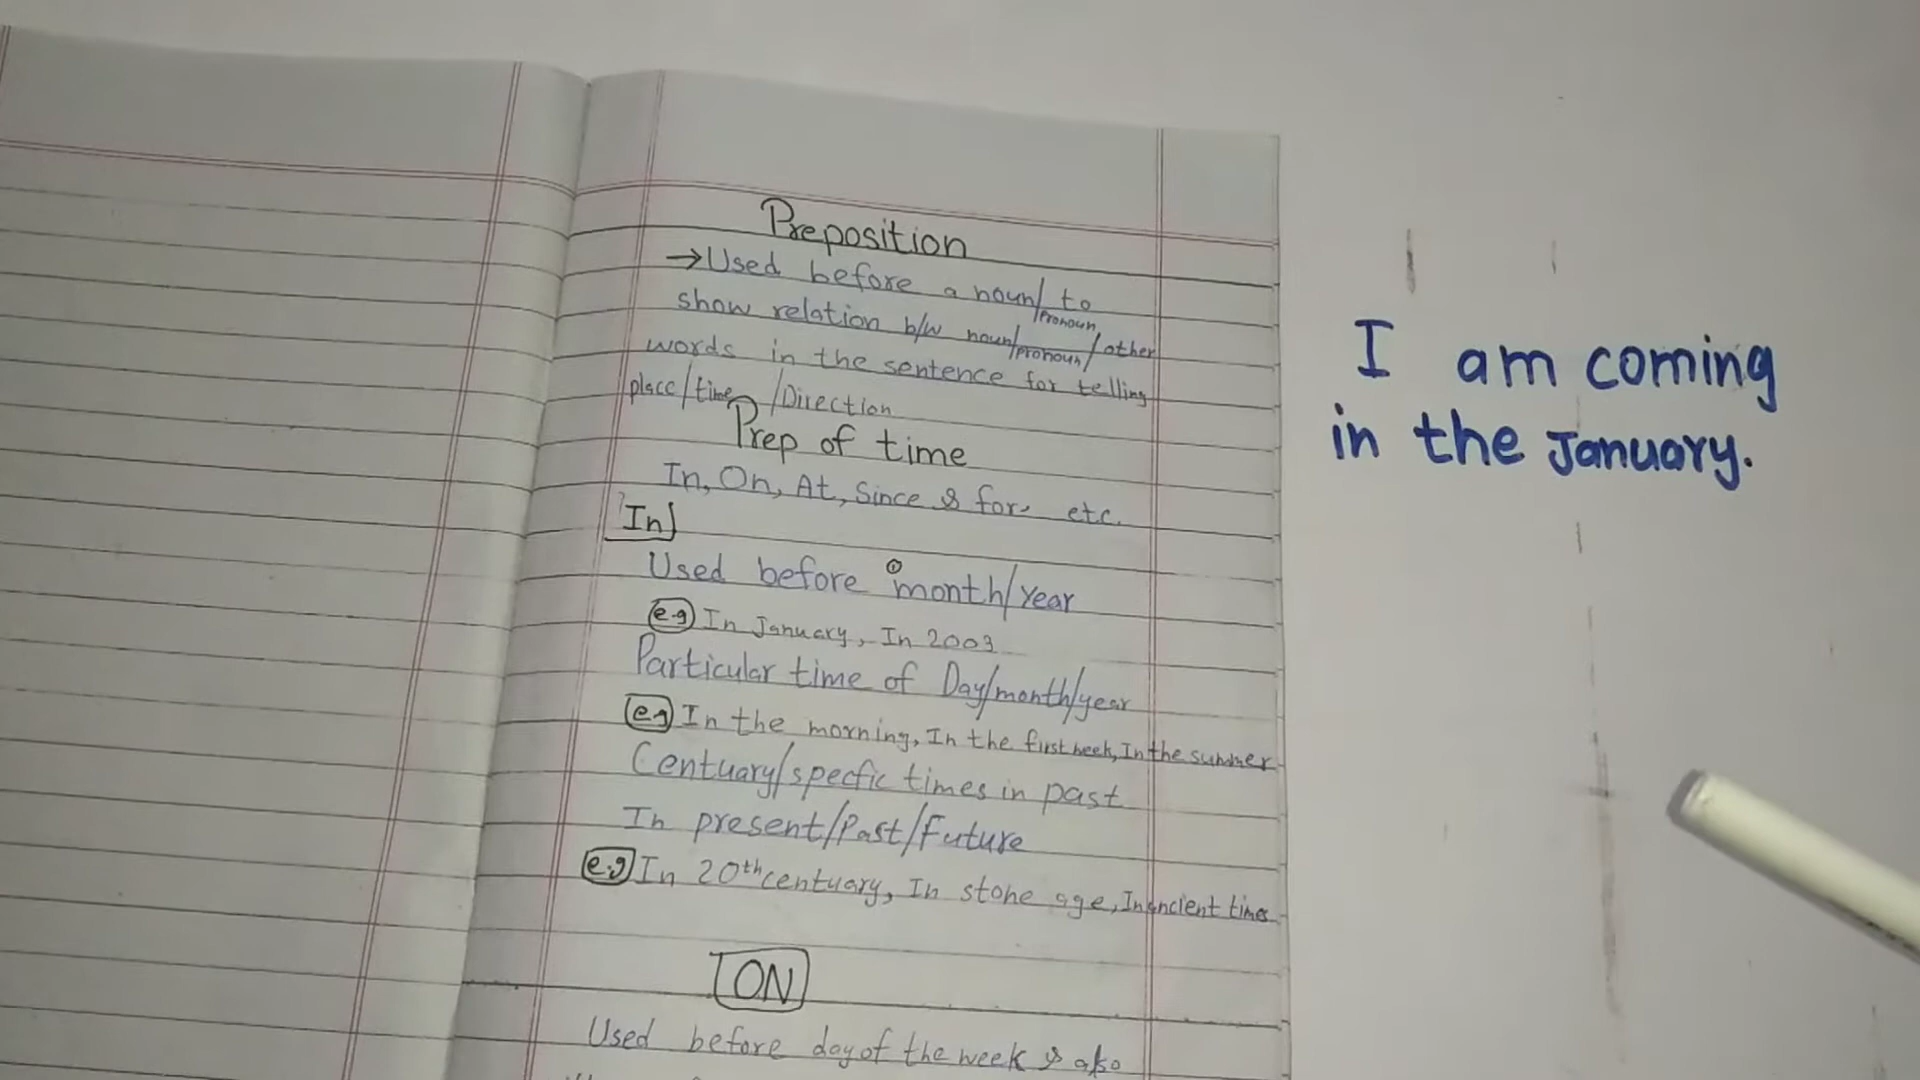 Preposition
→ Used before a noun/pronoun to
show relation b/w noun/pronoun/other
words in the sentence for telling
place/time/Direction
Prep of time
In, On, At, Since & for, etc.
In
Used before ① month/year
e.g In January, In 2003
Particular time of Day/month/year
e.g In the morning, In the first week, In the summer
Centuary/specfic times in past
In present/Past/Future
e.g In 20th centuary, In stone age, In ancient times
ON
Used before day of the week & also
I am coming
in the January.